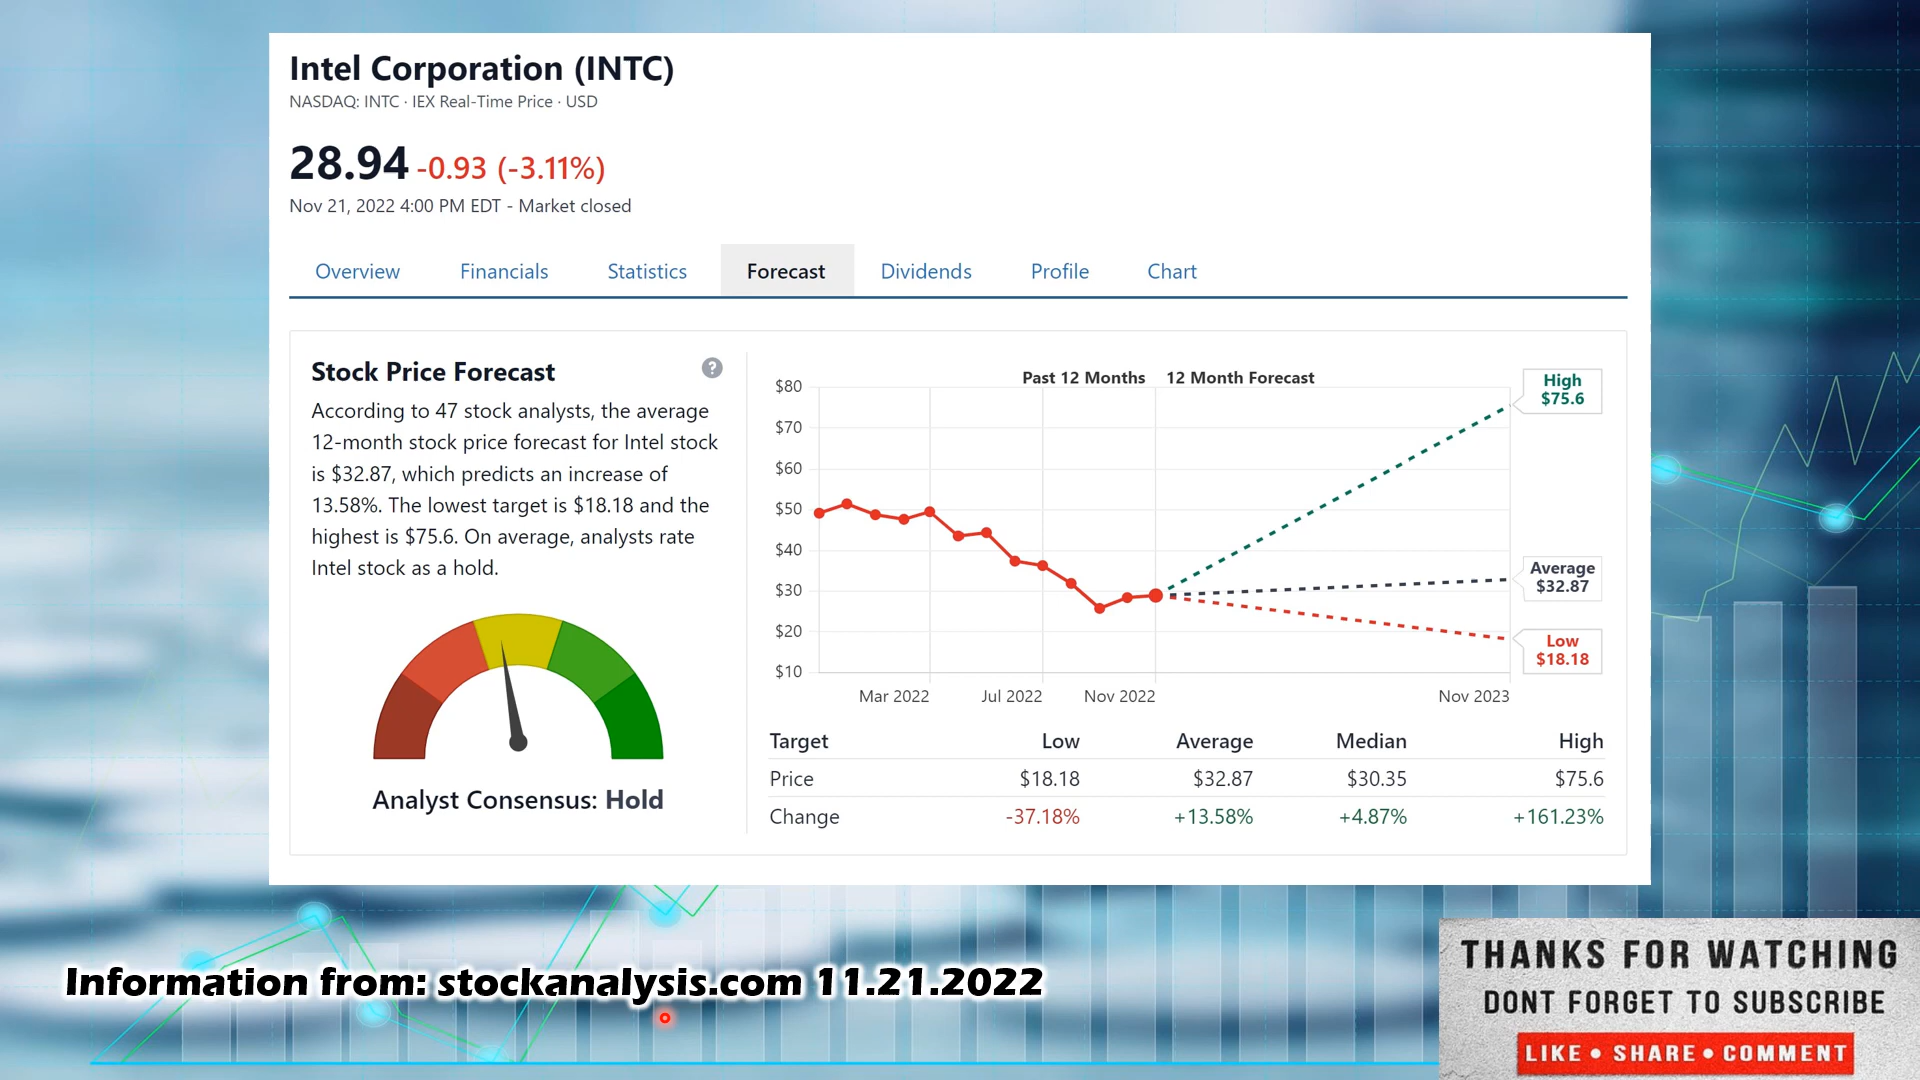 Intel Corporation (INTC)
NASDAQ: INTC · IEX Real-Time Price · USD
28.94 -0.93 (-3.11%)
Nov 21, 2022 4:00 PM EDT - Market closed
Overview Financials Statistics Forecast Dividends Profile Chart
Stock Price Forecast ?
According to 47 stock analysts, the average
12-month stock price forecast for Intel stock
is $32.87, which predicts an increase of
13.58%. The lowest target is $18.18 and the
highest is $75.6. On average, analysts rate
Intel stock as a hold.
Analyst Consensus: Hold
Past 12 Months 12 Month Forecast
$80
$70
$60
$50
$40
$30
$20
$10
High
$75.6
Average
$32.87
Low
$18.18
Mar 2022 Jul 2022 Nov 2022 Nov 2023
Target Low Average Median High
Price $18.18 $32.87 $30.35 $75.6
Change -37.18% +13.58% +4.87% +161.23%
Information from: stockanalysis.com 11.21.2022
THANKS FOR WATCHING
DONT FORGET TO SUBSCRIBE
LIKE • SHARE • COMMENT